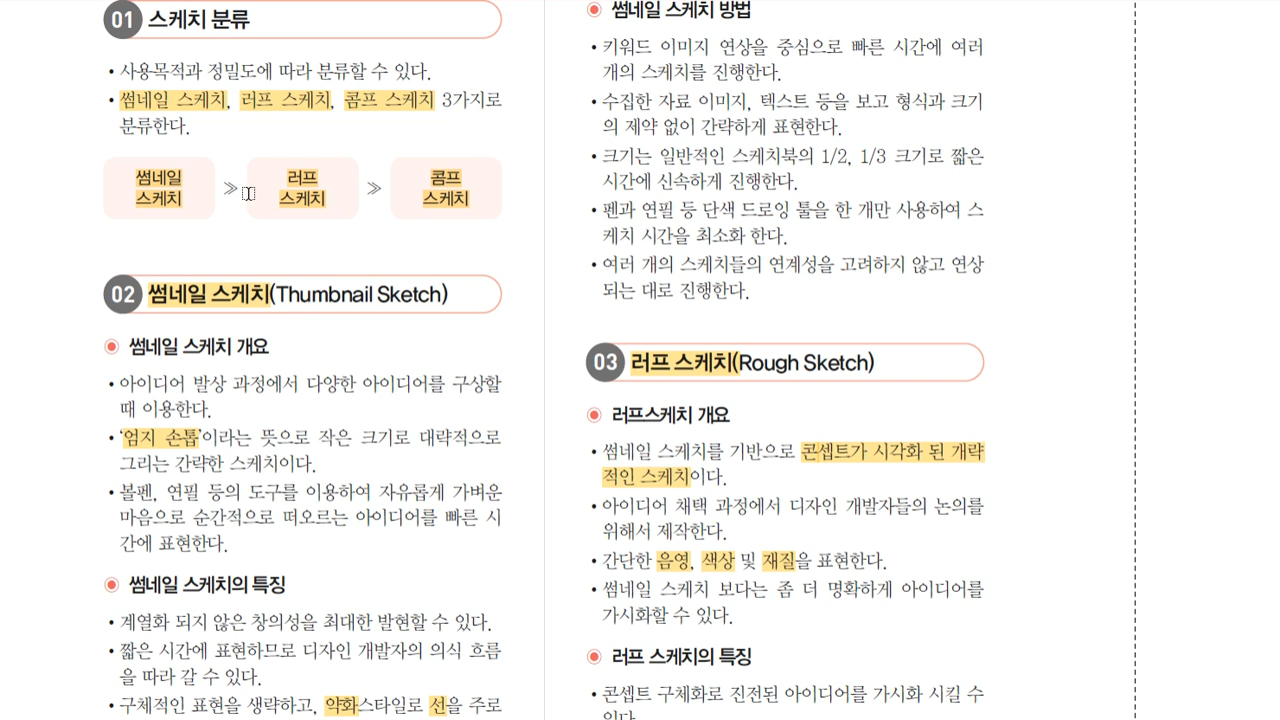 01 스케치 분류
• 사용목적과 정밀도에 따라 분류할 수 있다.
• 썸네일 스케치, 러프 스케치, 콤프 스케치 3가지로
분류한다.
썸네일
스케치
≫
러프
스케치
≫
콤프
스케치
02 썸네일 스케치(Thumbnail Sketch)
썸네일 스케치 개요
• 아이디어 발상 과정에서 다양한 아이디어를 구상할
때 이용한다.
• ‘엄지 손톱’이라는 뜻으로 작은 크기로 대략적으로
그리는 간략한 스케치이다.
• 볼펜, 연필 등의 도구를 이용하여 자유롭게 가벼운
마음으로 순간적으로 떠오르는 아이디어를 빠른 시
간에 표현한다.
썸네일 스케치의 특징
• 계열화 되지 않은 창의성을 최대한 발현할 수 있다.
• 짧은 시간에 표현하므로 디자인 개발자의 의식 흐름
을 따라 갈 수 있다.
• 구체적인 표현을 생략하고, 약화스타일로 선을 주로
썸네일 스케치 방법
• 키워드 이미지 연상을 중심으로 빠른 시간에 여러
개의 스케치를 진행한다.
• 수집한 자료 이미지, 텍스트 등을 보고 형식과 크기
의 제약 없이 간략하게 표현한다.
• 크기는 일반적인 스케치북의 1/2, 1/3 크기로 짧은
시간에 신속하게 진행한다.
• 펜과 연필 등 단색 드로잉 툴을 한 개만 사용하여 스
케치 시간을 최소화 한다.
• 여러 개의 스케치들의 연계성을 고려하지 않고 연상
되는 대로 진행한다.
03 러프 스케치(Rough Sketch)
러프스케치 개요
• 썸네일 스케치를 기반으로 콘셉트가 시각화 된 개략
적인 스케치이다.
• 아이디어 채택 과정에서 디자인 개발자들의 논의를
위해서 제작한다.
• 간단한 음영, 색상 및 재질을 표현한다.
• 썸네일 스케치 보다는 좀 더 명확하게 아이디어를
가시화할 수 있다.
러프 스케치의 특징
• 콘셉트 구체화로 진전된 아이디어를 가시화 시킬 수